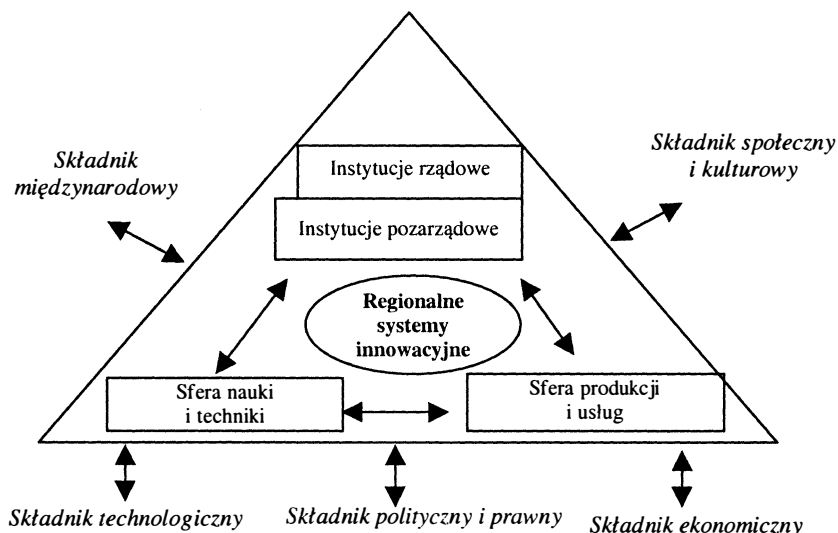 Składnik
międzynarodowy
Składnik społeczny
i kulturowy
Instytucje rządowe
Instytucje pozarządowe
Regionalne
systemy
innowacyjne
Sfera nauki
i techniki
Sfera produkcji
i usług
Składnik technologiczny
Składnik polityczny i prawny
Składnik ekonomiczny